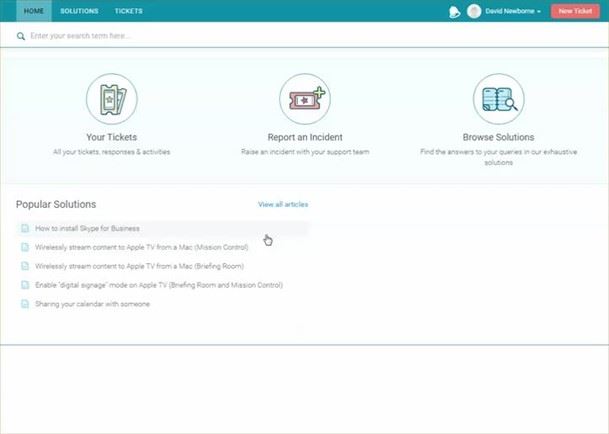 HOME SOLUTIONS TICKETS David Newborne New Ticket
Enter your search term here...
Your Tickets Report an Incident Browse Solutions
All your tickets, responses & activities Raise an incident with your support team Find the answers to your queries in our exhaustive
solutions
Popular Solutions View all articles
How to install Skype for Business
Wirelessly stream content to Apple TV from a Mac (Mission Control)
Wirelessly stream content to Apple TV from a Mac (Briefing Room)
Enable "digital signage" mode on Apple TV (Briefing Room and Mission Control)
Sharing your calendar with someone